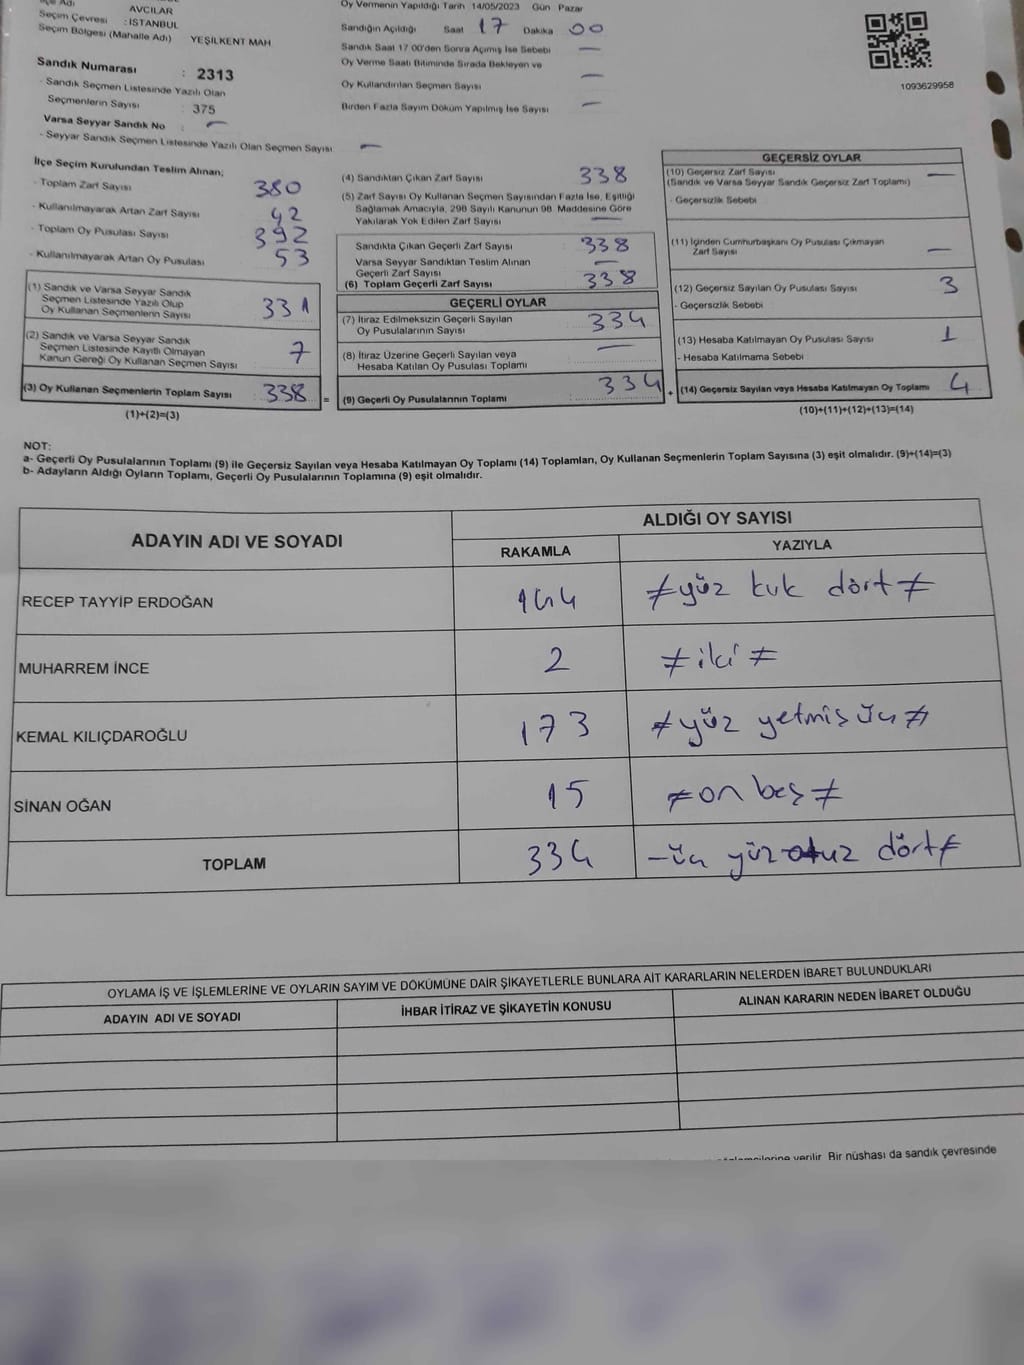 İlçe Adı AVCILAR
Seçim Çevresi : İSTANBUL
Seçim Bölgesi (Mahalle Adı) YEŞİLKENT MAH
Sandık Numarası : 2313
- Sandık Seçmen Listesinde Yazılı Olan
Seçmenlerin Sayısı : 375
Varsa Seyyar Sandık No : —
- Seyyar Sandık Seçmen Listesinde Yazılı Olan Seçmen Sayısı —
Oy Vermenin Yapıldığı Tarih 14/05/2023 Gün Pazar
Sandığın Açıldığı Saat 17 Dakika 00
Sandık Saat 17 00'den Sonra Açımış İse Sebebi —
Oy Verme Saati Bitiminde Sırada Bekleyen ve
Oy Kullandırılan Seçmen Sayısı —
Birden Fazla Sayım Döküm Yapılmış İse Sayısı —
1093629958
İlçe Seçim Kurulundan Teslim Alınan;
- Toplam Zarf Sayısı 380
- Kullanılmayarak Artan Zarf Sayısı 42
- Toplam Oy Pusulası Sayısı 392
- Kullanılmayarak Artan Oy Pusulası 53
(1) Sandık ve Varsa Seyyar Sandık
Seçmen Listesinde Yazılı Olup
Oy Kullanan Seçmenlerin Sayısı 331
(2) Sandık ve Varsa Seyyar Sandık
Seçmen Listesinde Kayıtlı Olmayan
Kanun Gereği Oy Kullanan Seçmen Sayısı 7
(3) Oy Kullanan Seçmenlerin Toplam Sayısı 338 =
(1)+(2)=(3)
(4) Sandıktan Çıkan Zarf Sayısı 338
(5) Zarf Sayısı Oy Kullanan Seçmen Sayısından Fazla İse, Eşitliği
Sağlamak Amacıyla, 298 Sayılı Kanunun 98. Maddesine Göre
Yakılarak Yok Edilen Zarf Sayısı —
Sandıkta Çıkan Geçerli Zarf Sayısı 338
Varsa Seyyar Sandıktan Teslim Alınan
Geçerli Zarf Sayısı —
(6) Toplam Geçerli Zarf Sayısı 338
GEÇERLİ OYLAR
(7) İtiraz Edilmeksizin Geçerli Sayılan
Oy Pusulalarının Sayısı 334
(8) İtiraz Üzerine Geçerli Sayılan veya
Hesaba Katılan Oy Pusulası Toplamı —
(9) Geçerli Oy Pusulalarının Toplamı 334 +
GEÇERSİZ OYLAR
(10) Geçersiz Zarf Sayısı —
(Sandık ve Varsa Seyyar Sandık Geçersiz Zarf Toplamı)
- Geçersizlik Sebebi
(11) İçinden Cumhurbaşkanı Oy Pusulası Çıkmayan
Zarf Sayısı —
(12) Geçersiz Sayılan Oy Pusulası Sayısı 3
- Geçersizlik Sebebi
(13) Hesaba Katılmayan Oy Pusulası Sayısı 1
- Hesaba Katılmama Sebebi
(14) Geçersiz Sayılan veya Hesaba Katılmayan Oy Toplamı 4
(10)+(11)+(12)+(13)=(14)
NOT:
a- Geçerli Oy Pusulalarının Toplamı (9) ile Geçersiz Sayılan veya Hesaba Katılmayan Oy Toplamı (14) Toplamları, Oy Kullanan Seçmenlerin Toplam Sayısına (3) eşit olmalıdır. (9)+(14)=(3)
b- Adayların Aldığı Oyların Toplamı, Geçerli Oy Pusulalarının Toplamına (9) eşit olmalıdır.
ADAYIN ADI VE SOYADI ALDIĞI OY SAYISI
RAKAMLA YAZIYLA
RECEP TAYYİP ERDOĞAN 144 ≠yüz kırk dört≠
MUHARREM İNCE 2 ≠iki≠
KEMAL KILIÇDAROĞLU 173 ≠yüz yetmiş üç≠
SİNAN OĞAN 15 ≠on beş≠
TOPLAM 334 -üç yüz otuz dört≠
OYLAMA İŞ VE İŞLEMLERİNE VE OYLARIN SAYIM VE DÖKÜMÜNE DAİR ŞİKAYETLERLE BUNLARA AİT KARARLARIN NELERDEN İBARET BULUNDUKLARI
ADAYIN ADI VE SOYADI İHBAR İTİRAZ VE ŞİKAYETİN KONUSU ALINAN KARARIN NEDEN İBARET OLDUĞU
verilir. Bir nüshası da sandık çevresinde